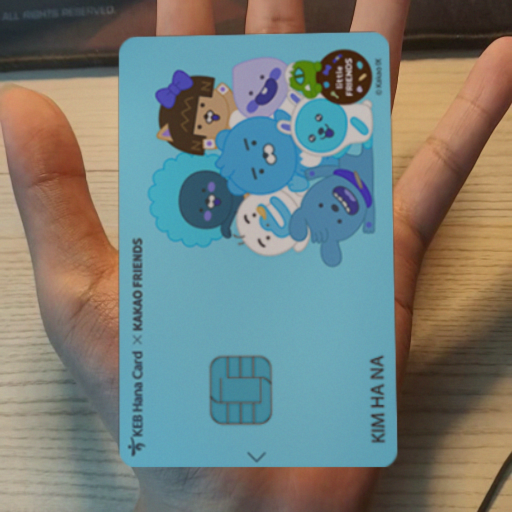 ALL RIGHTS RESERVED.
little
FRIENDS
© Kakao IX
KEB Hana Card × KAKAO FRIENDS
KIM HA NA